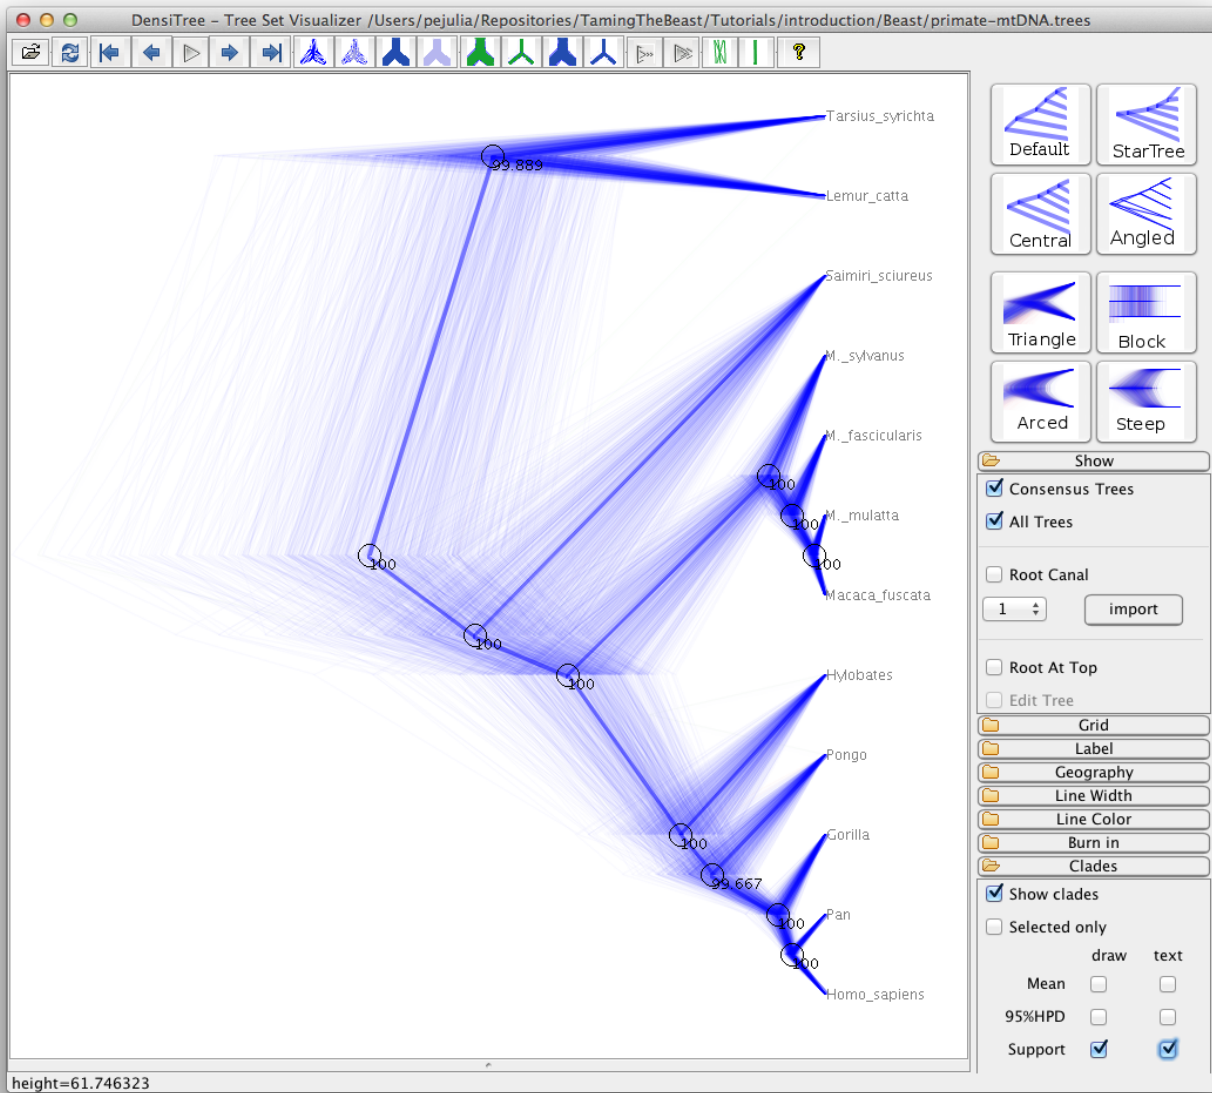 DensiTree - Tree Set Visualizer /Users/pejulia/Repositories/TamingTheBeast/Tutorials/introduction/Beast/primate-mtDNA.trees
?
Tarsius_syrichta
99.889
Lemur_catta
Saimiri_sciureus
M._sylvanus
M._fascicularis
100
M._mulatta
100
100
100
Macaca_fuscata
100
100
Hylobates
Pongo
100
Gorilla
99.667
Pan
100
100
Homo_sapiens
Default
StarTree
Central
Angled
Triangle
Block
Arced
Steep
Show
Consensus Trees
All Trees
Root Canal
1
import
Root At Top
Edit Tree
Grid
Label
Geography
Line Width
Line Color
Burn in
Clades
Show clades
Selected only
draw text
Mean
95%HPD
Support
height=61.746323